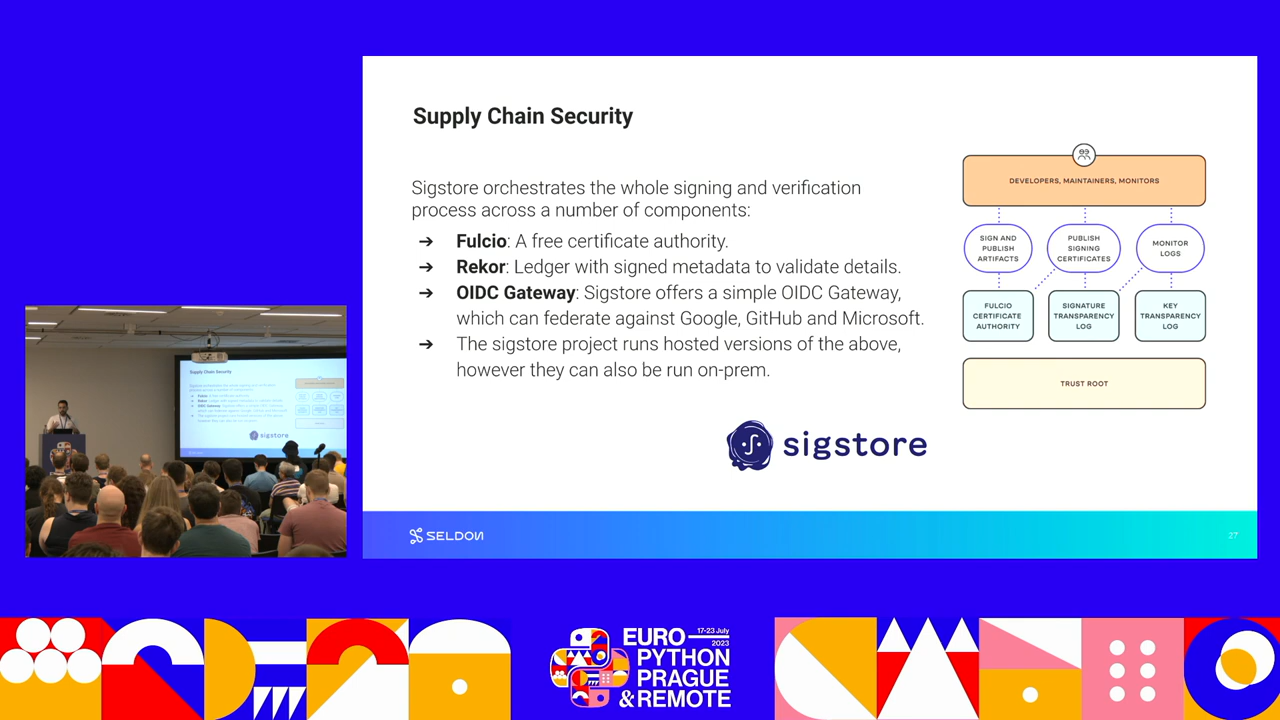 Supply Chain Security
Sigstore orchestrates the whole signing and verification
process across a number of components:
➔ Fulcio: A free certificate authority.
➔ Rekor: Ledger with signed metadata to validate details.
➔ OIDC Gateway: Sigstore offers a simple OIDC Gateway,
which can federate against Google, GitHub and Microsoft.
➔ The sigstore project runs hosted versions of the above,
however they can also be run on-prem.
sigstore
DEVELOPERS, MAINTAINERS, MONITORS
SIGN AND
PUBLISH
ARTIFACTS
PUBLISH
SIGNING
CERTIFICATES
MONITOR
LOGS
FULCIO
CERTIFICATE
AUTHORITY
SIGNATURE
TRANSPARENCY
LOG
KEY
TRANSPARENCY
LOG
TRUST ROOT
SELDON
27
Supply Chain Security
sigstore
EURO
17-23 July
2023
PYTHON
PRAGUE
& REMOTE